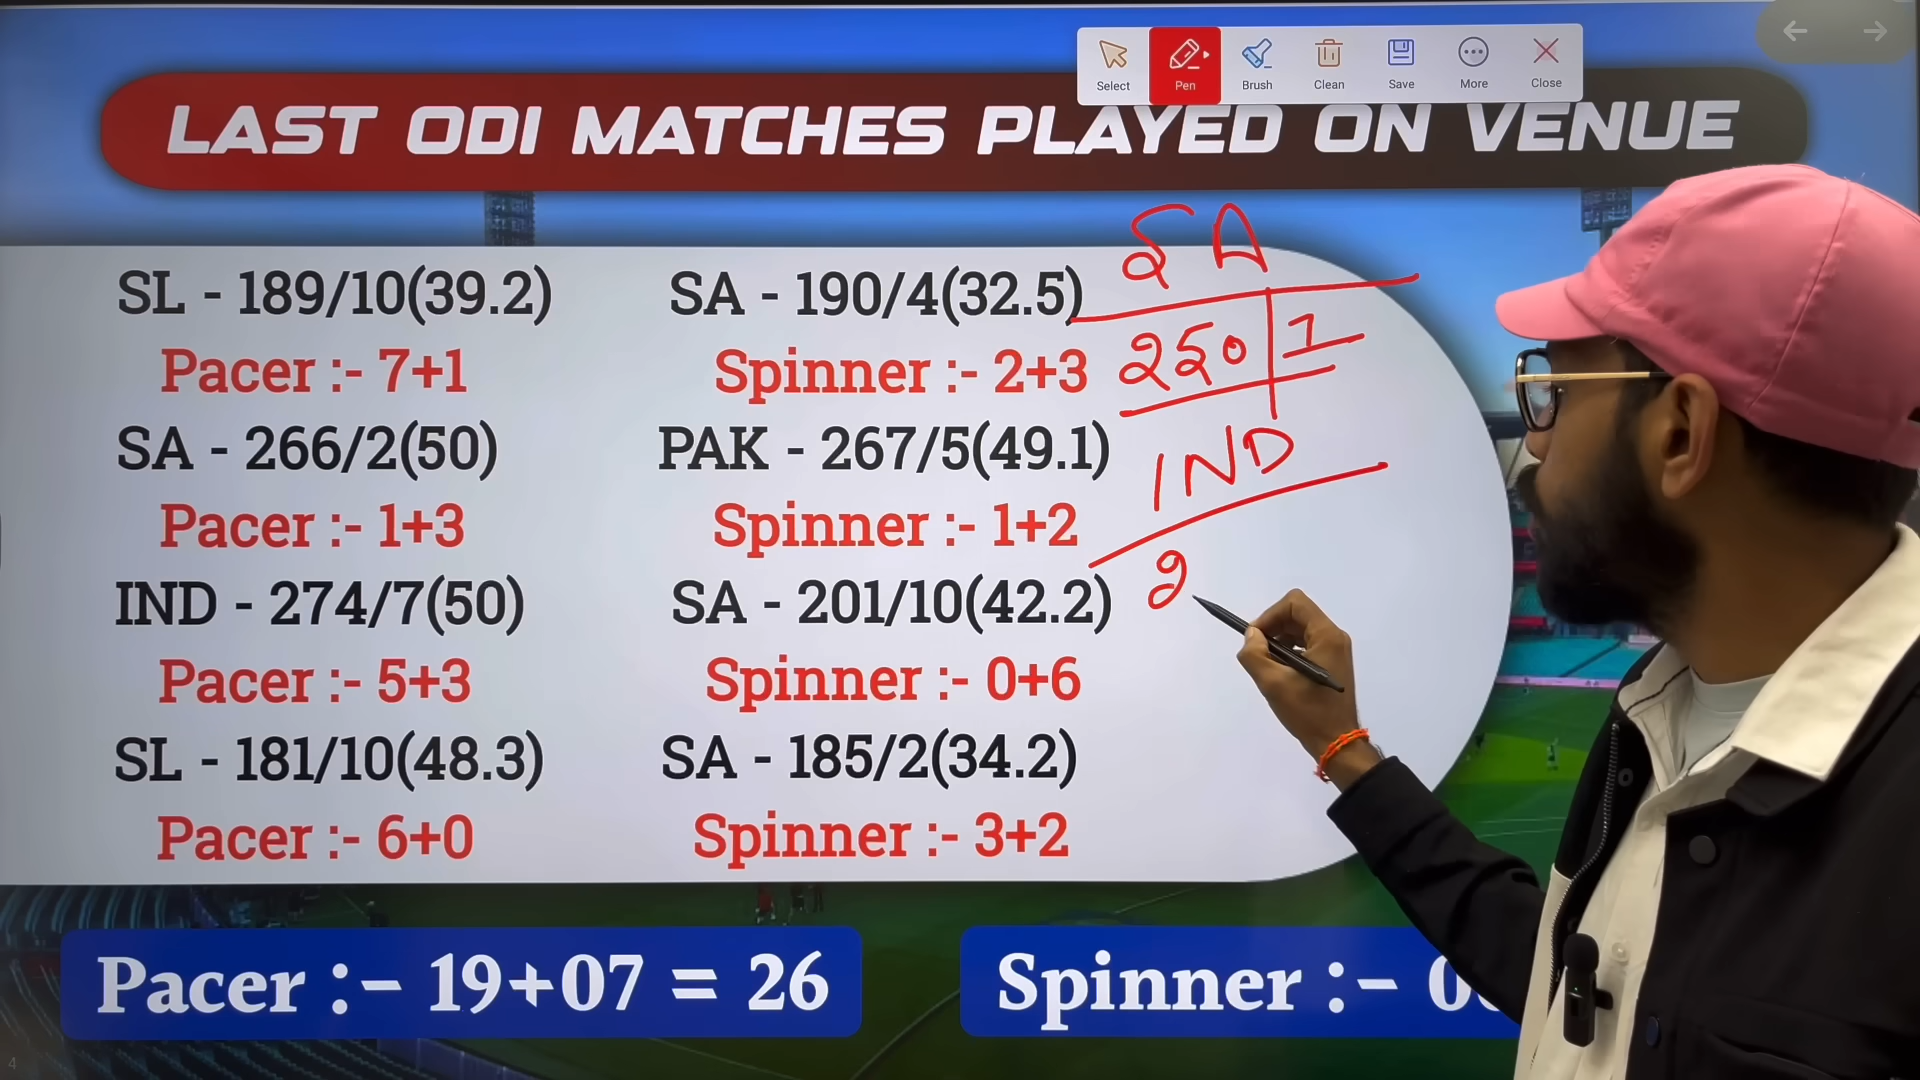 Select Pen Brush Clean Save More Close
LAST ODI MATCHES PLAYED ON VENUE
SL - 189/10(39.2) SA - 190/4(32.5)
Pacer :- 7+1 Spinner :- 2+3
SA - 266/2(50) PAK - 267/5(49.1)
Pacer :- 1+3 Spinner :- 1+2
IND - 274/7(50) SA - 201/10(42.2)
Pacer :- 5+3 Spinner :- 0+6
SL - 181/10(48.3) SA - 185/2(34.2)
Pacer :- 6+0 Spinner :- 3+2
SA
250 1
IND
2
Pacer :- 19+07 = 26 Spinner :- 0
4